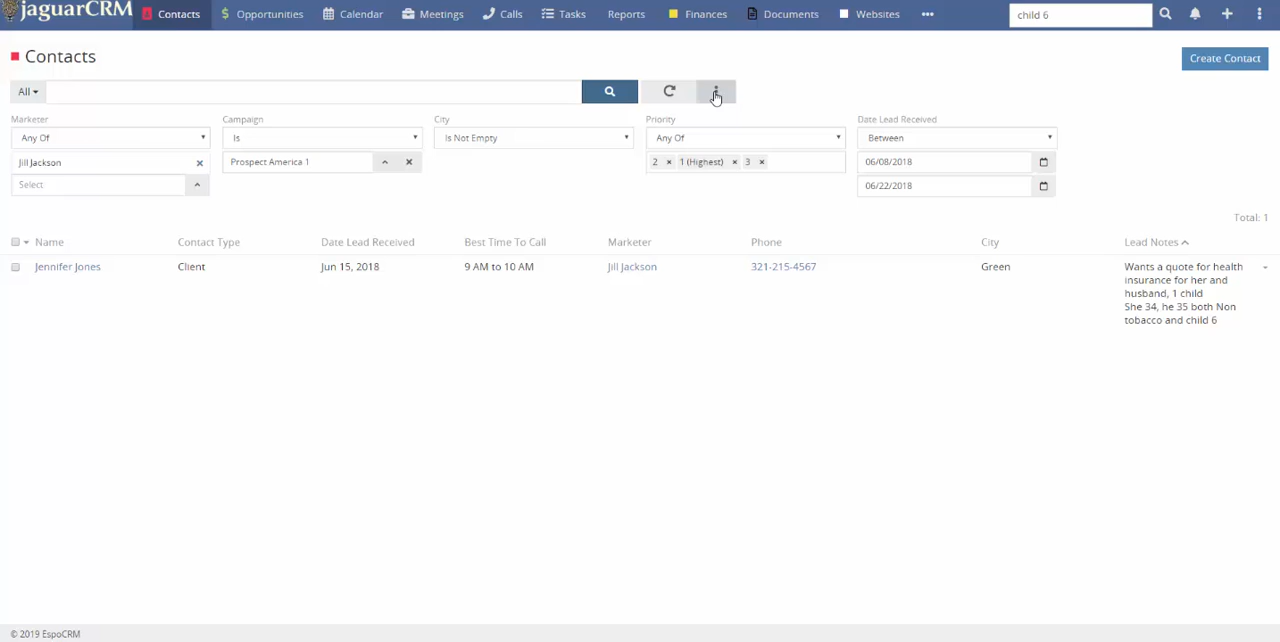 jaguarCRM Contacts $ Opportunities Calendar Meetings Calls Tasks Reports Finances Documents Websites ••• child 6
Contacts Create Contact
All
Marketer Campaign City Priority Date Lead Received
Any Of Is Is Not Empty Any Of Between
Jill Jackson × Prospect America 1 × 2 × 1 (Highest) × 3 × 06/08/2018
Select 06/22/2018
Total: 1
Name Contact Type Date Lead Received Best Time To Call Marketer Phone City Lead Notes
Jennifer Jones Client Jun 15, 2018 9 AM to 10 AM Jill Jackson 321-215-4567 Green Wants a quote for health
insurance for her and
husband, 1 child
She 34, he 35 both Non
tobacco and child 6
© 2019 EspoCRM